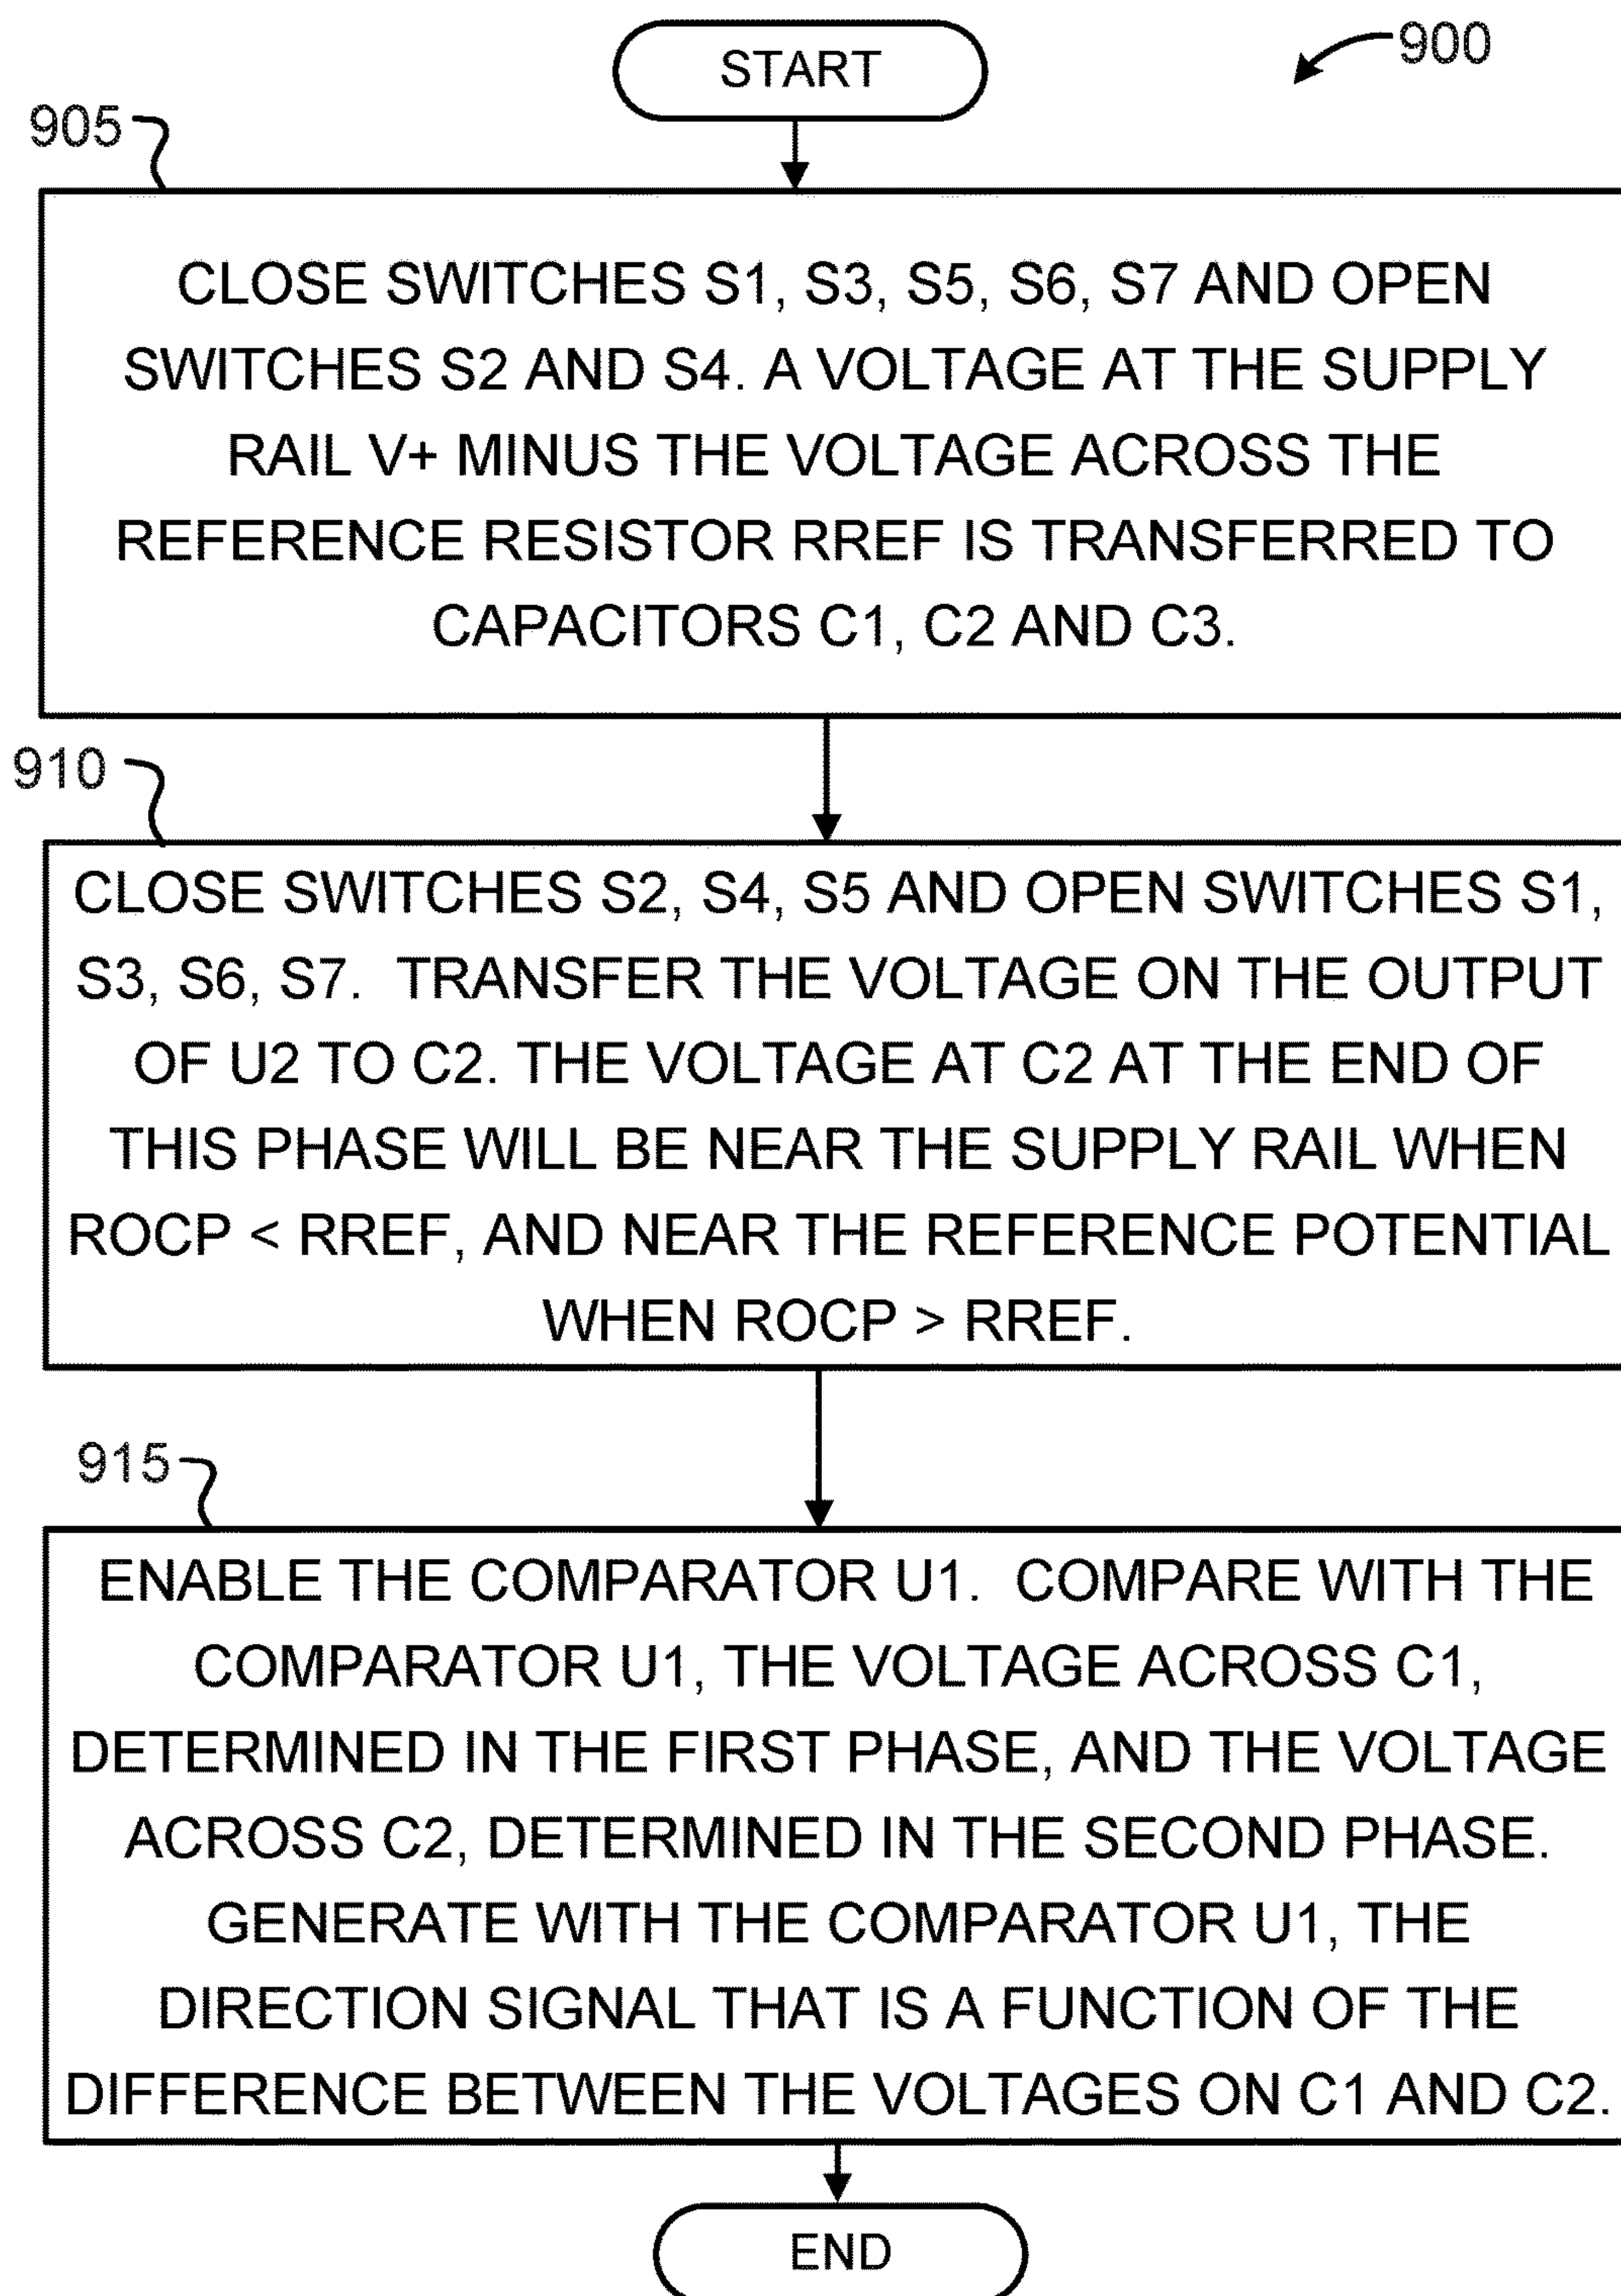 START
900
905
CLOSE SWITCHES S1, S3, S5, S6, S7 AND OPEN
SWITCHES S2 AND S4. A VOLTAGE AT THE SUPPLY
RAIL V+ MINUS THE VOLTAGE ACROSS THE
REFERENCE RESISTOR RREF IS TRANSFERRED TO
CAPACITORS C1, C2 AND C3.
910
CLOSE SWITCHES S2, S4, S5 AND OPEN SWITCHES S1,
S3, S6, S7. TRANSFER THE VOLTAGE ON THE OUTPUT
OF U2 TO C2. THE VOLTAGE AT C2 AT THE END OF
THIS PHASE WILL BE NEAR THE SUPPLY RAIL WHEN
ROCP < RREF, AND NEAR THE REFERENCE POTENTIAL
WHEN ROCP > RREF.
915
ENABLE THE COMPARATOR U1. COMPARE WITH THE
COMPARATOR U1, THE VOLTAGE ACROSS C1,
DETERMINED IN THE FIRST PHASE, AND THE VOLTAGE
ACROSS C2, DETERMINED IN THE SECOND PHASE.
GENERATE WITH THE COMPARATOR U1, THE
DIRECTION SIGNAL THAT IS A FUNCTION OF THE
DIFFERENCE BETWEEN THE VOLTAGES ON C1 AND C2.
END